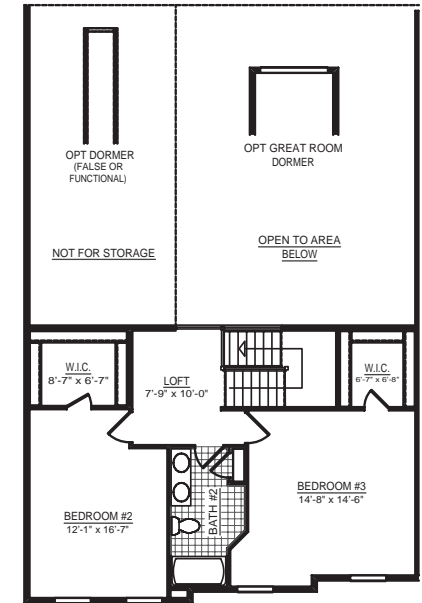 OPT DORMER
(FALSE OR
FUNCTIONAL)
OPT GREAT ROOM
DORMER
NOT FOR STORAGE
OPEN TO AREA
BELOW
W.I.C.
8'-7" x 6'-7"
LOFT
7'-9" x 10'-0"
W.I.C.
6'-7" x 6'-8"
BEDROOM #2
12'-1" x 16'-7"
BATH #2
BEDROOM #3
14'-8" x 14'-6"